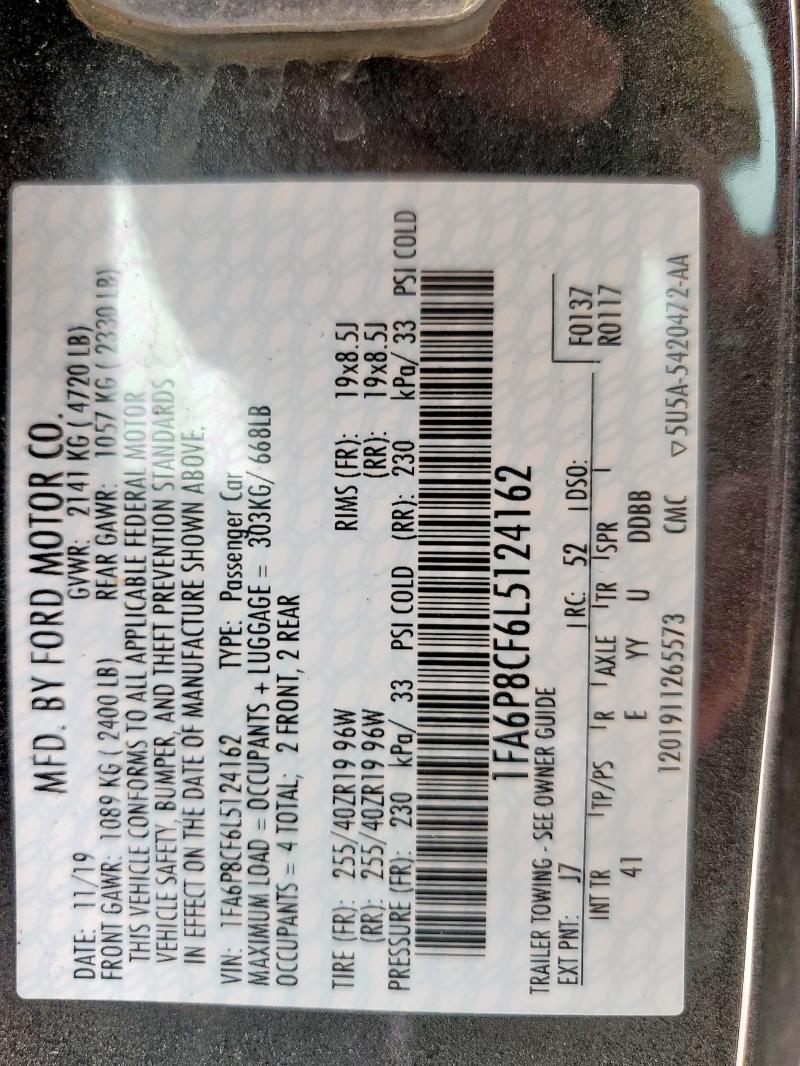 MFD. BY FORD MOTOR CO.
DATE: 11/19 GVWR: 2141 KG ( 4720 LB)
FRONT GAWR: 1089 KG ( 2400 LB) REAR GAWR: 1057 KG ( 2330 LB)
THIS VEHICLE CONFORMS TO ALL APPLICABLE FEDERAL MOTOR
VEHICLE SAFETY, BUMPER, AND THEFT PREVENTION STANDARDS
IN EFFECT ON THE DATE OF MANUFACTURE SHOWN ABOVE.
VIN: 1FA6P8CF6L5124162 TYPE: Passenger Car
MAXIMUM LOAD = OCCUPANTS + LUGGAGE = 303KG/ 668LB
OCCUPANTS = 4 TOTAL; 2 FRONT, 2 REAR
TIRE (FR): 255/40ZR19 96W RIMS (FR): 19x8.5J
(RR): 255/40ZR19 96W (RR): 19x8.5J
PRESSURE (FR): 230 kPa/ 33 PSI COLD (RR): 230 kPa/ 33 PSI COLD
1FA6P8CF6L5124162
TRAILER TOWING - SEE OWNER GUIDE
EXT PNT: J7 RC: 52 DSO: F0137
INT TR TP/PS R AXLE TR SPR R0117
41 E YY U DDBB
1201911265573 CMC ▽5U5A-5420472-AA